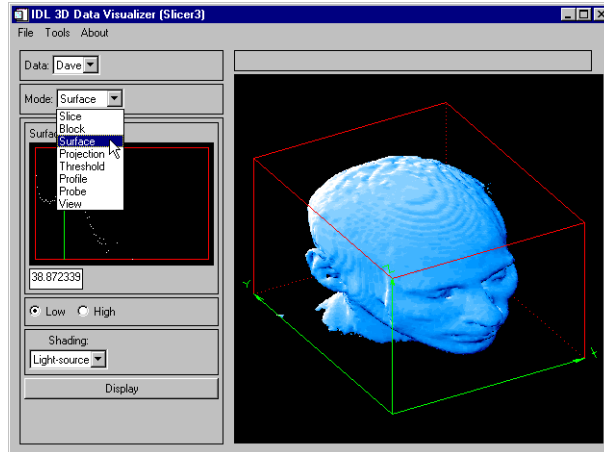 IDL 3D Data Visualizer (Slicer3)
File Tools About
Data: Dave
Mode: Surface
Slice
Block
Surface
Projection
Threshold
Profile
Probe
View
38.872339
Low High
Shading:
Light-source
Display
X
Y